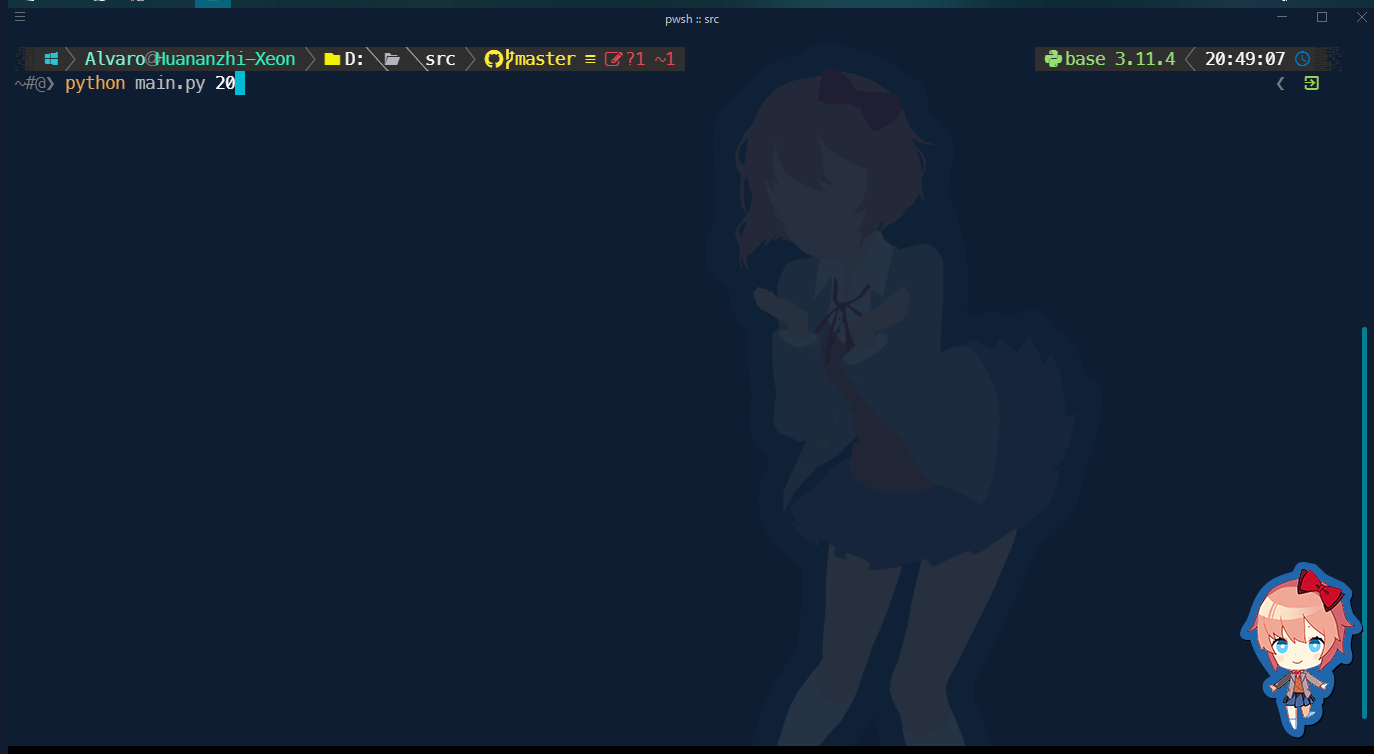 pwsh :: src
Alvaro@Huananzhi-Xeon D: src master ≡ ?1 ~1 base 3.11.4 20:49:07
~#@❯ python main.py 20